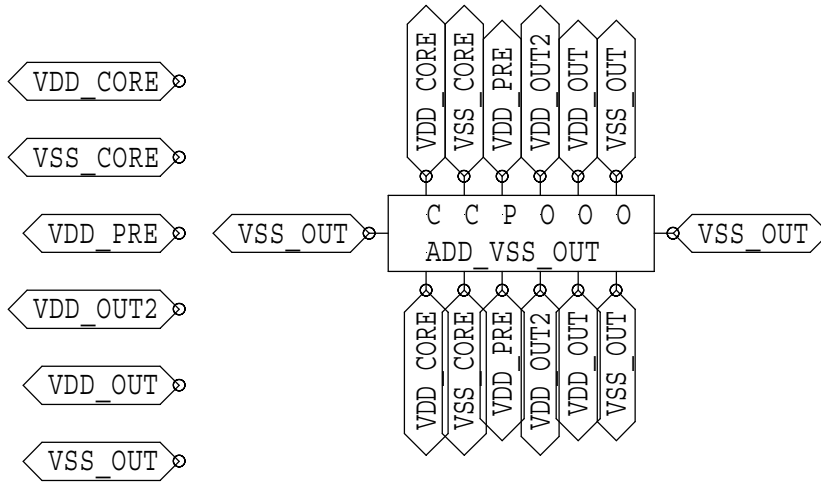 VDD_CORE
VSS_CORE
VDD_PRE
VDD_OUT2
VDD_OUT
VSS_OUT
VDD_CORE
VSS_CORE
VDD_PRE
VDD_OUT2
VDD_OUT
VSS_OUT
VSS_OUT
C C P O O O
ADD_VSS_OUT
VSS_OUT
VDD_CORE
VSS_CORE
VDD_PRE
VDD_OUT2
VDD_OUT
VSS_OUT